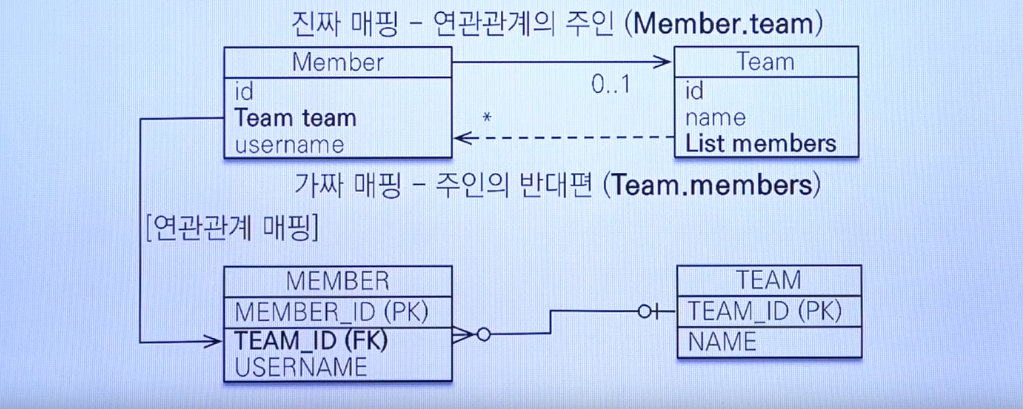 진짜 매핑 - 연관관계의 주인 (Member.team)
Member
id
Team team
username
0..1
*
Team
id
name
List members
가짜 매핑 - 주인의 반대편 (Team.members)
[연관관계 매핑]
MEMBER
MEMBER_ID (PK)
TEAM_ID (FK)
USERNAME
TEAM
TEAM_ID (PK)
NAME